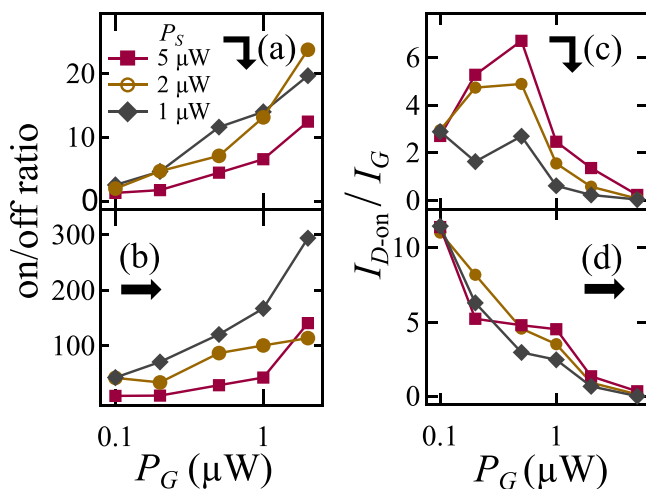 P_S
5 μW
2 μW
1 μW
(a)
20
10
0
on/off ratio
(b)
300
200
100
0.1
1
P_G (μW)
(c)
6
4
2
0
I_D-on / I_G
(d)
10
5
0
0.1
1
P_G (μW)